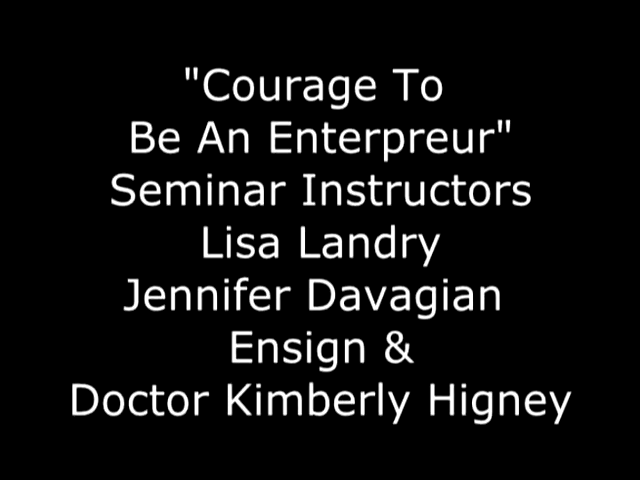 "Courage To
Be An Enterpreur"
Seminar Instructors
Lisa Landry
Jennifer Davagian
Ensign &
Doctor Kimberly Higney